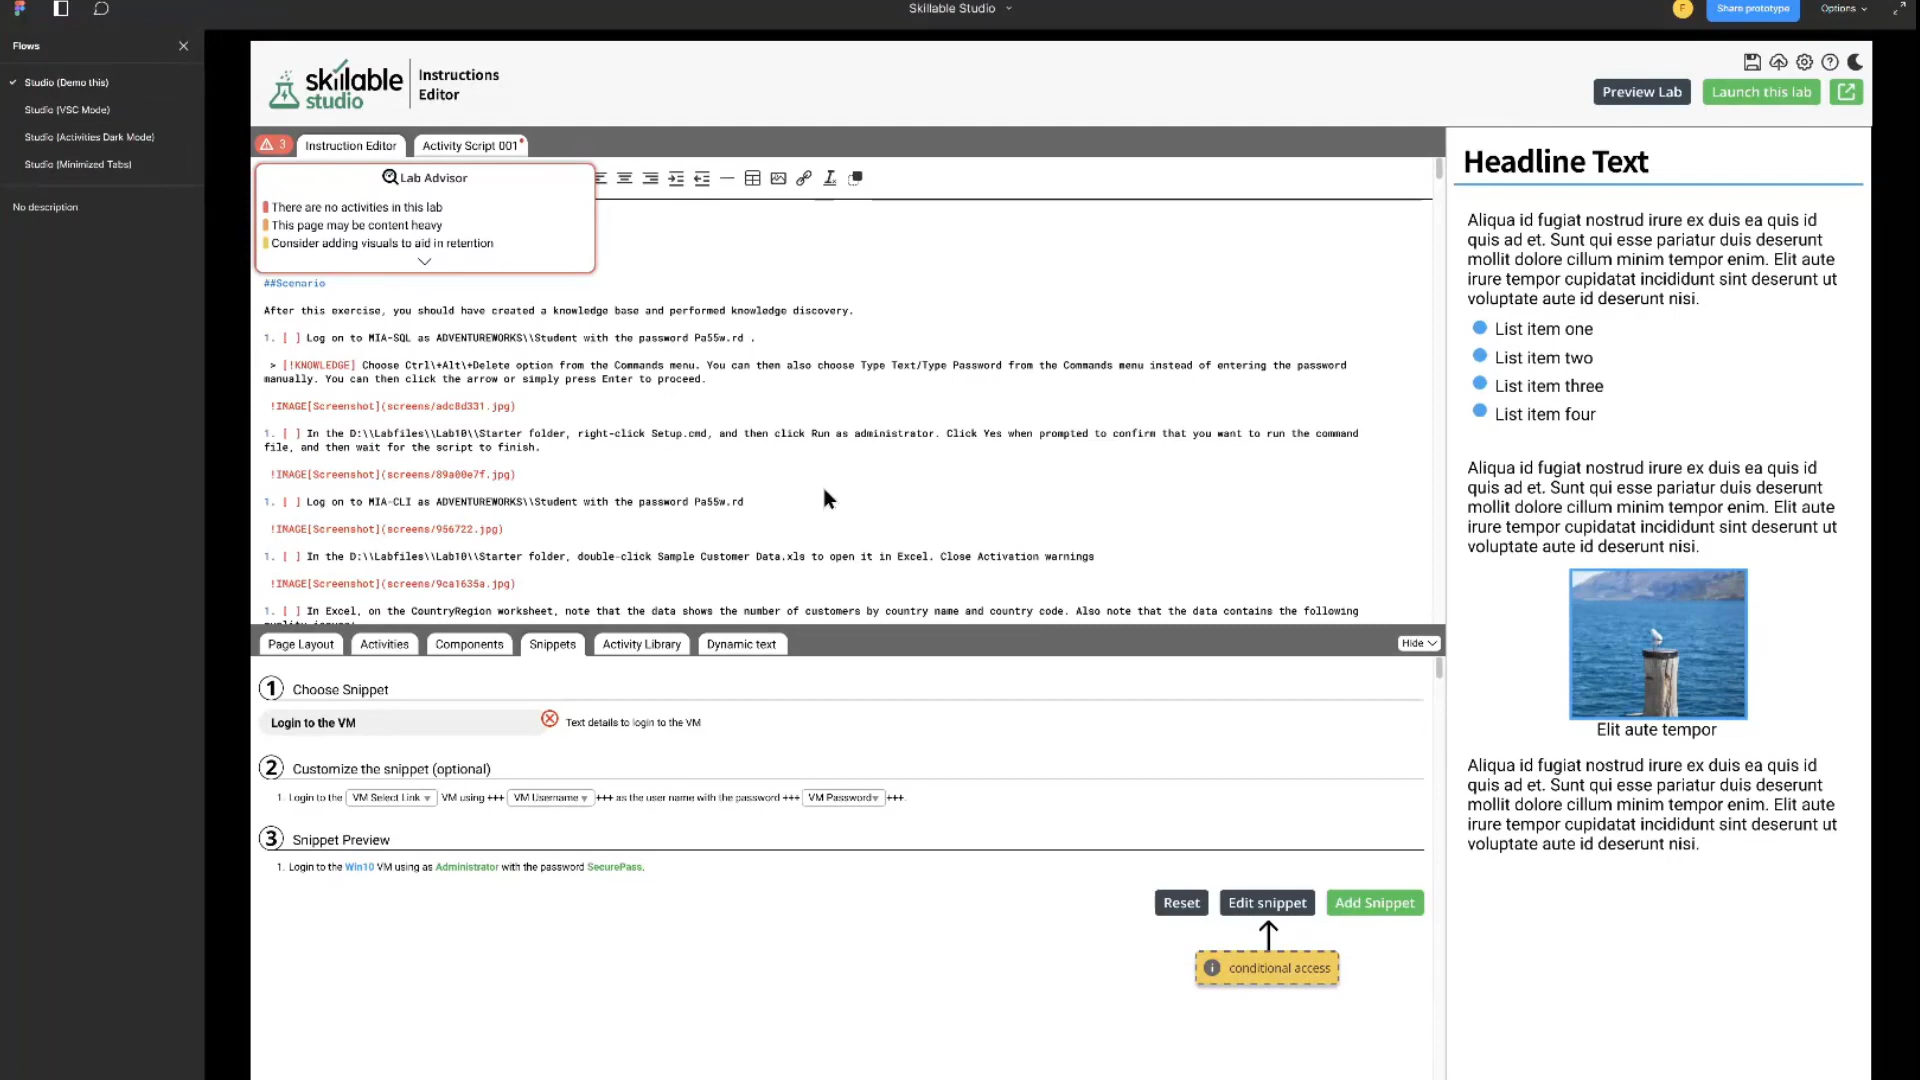 Skillable Studio
F
Share prototype
Options
Flows
Studio (Demo this)
Studio (VSC Mode)
Studio (Activities Dark Mode)
Studio (Minimized Tabs)
No description
skillable
studio
Instructions
Editor
Preview Lab
Launch this lab
3
Instruction Editor
Activity Script 001*
Lab Advisor
There are no activities in this lab
This page may be content heavy
Consider adding visuals to aid in retention
##Scenario
After this exercise, you should have created a knowledge base and performed knowledge discovery.
1. [ ] Log on to MIA-SQL as ADVENTUREWORKS\\Student with the password Pa55w.rd .
> [!KNOWLEDGE] Choose Ctrl\+Alt\+Delete option from the Commands menu. You can then also choose Type Text/Type Password from the Commands menu instead of entering the password
manually. You can then click the arrow or simply press Enter to proceed.
!IMAGE[Screenshot](screens/adc8d331.jpg)
1. [ ] In the D:\\Labfiles\\Lab10\\Starter folder, right-click Setup.cmd, and then click Run as administrator. Click Yes when prompted to confirm that you want to run the command
file, and then wait for the script to finish.
!IMAGE[Screenshot](screens/89a00e7f.jpg)
1. [ ] Log on to MIA-CLI as ADVENTUREWORKS\\Student with the password Pa55w.rd
!IMAGE[Screenshot](screens/956722.jpg)
1. [ ] In the D:\\Labfiles\\Lab10\\Starter folder, double-click Sample Customer Data.xls to open it in Excel. Close Activation warnings
!IMAGE[Screenshot](screens/9ca1635a.jpg)
1. [ ] In Excel, on the CountryRegion worksheet, note that the data shows the number of customers by country name and country code. Also note that the data contains the following
Page Layout
Activities
Components
Snippets
Activity Library
Dynamic text
Hide
1 Choose Snippet
Login to the VM
Text details to login to the VM
2 Customize the snippet (optional)
1. Login to the VM Select Link VM using +++ VM Username +++ as the user name with the password +++ VM Password +++.
3 Snippet Preview
1. Login to the Win10 VM using as Administrator with the password SecurePass.
Reset
Edit snippet
Add Snippet
conditional access
Headline Text
Aliqua id fugiat nostrud irure ex duis ea quis id
quis ad et. Sunt qui esse pariatur duis deserunt
mollit dolore cillum minim tempor enim. Elit aute
irure tempor cupidatat incididunt sint deserunt ut
voluptate aute id deserunt nisi.
List item one
List item two
List item three
List item four
Aliqua id fugiat nostrud irure ex duis ea quis id
quis ad et. Sunt qui esse pariatur duis deserunt
mollit dolore cillum minim tempor enim. Elit aute
irure tempor cupidatat incididunt sint deserunt ut
voluptate aute id deserunt nisi.
Elit aute tempor
Aliqua id fugiat nostrud irure ex duis ea quis id
quis ad et. Sunt qui esse pariatur duis deserunt
mollit dolore cillum minim tempor enim. Elit aute
irure tempor cupidatat incididunt sint deserunt ut
voluptate aute id deserunt nisi.